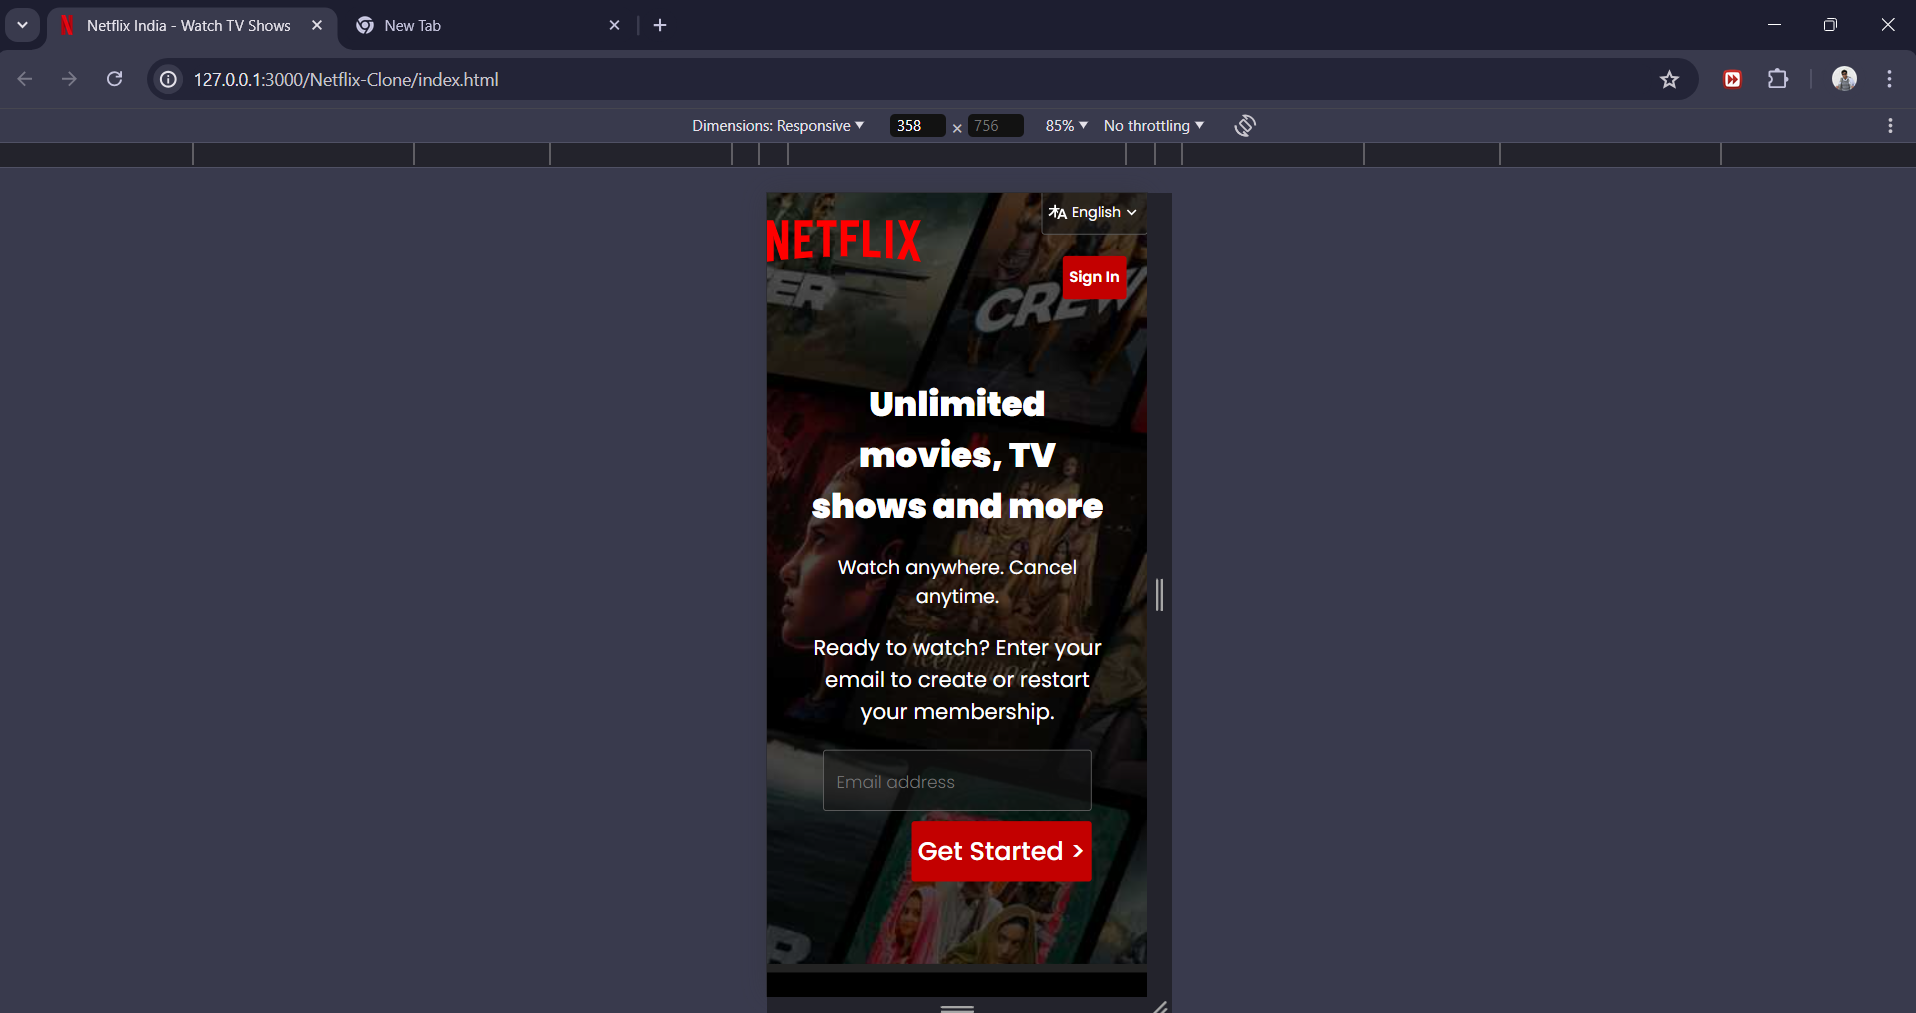 Netflix India - Watch TV Shows
New Tab
127.0.0.1:3000/Netflix-Clone/index.html
Dimensions: Responsive 358 × 756 85% No throttling
English
NETFLIX
Sign In
CREW
Unlimited
movies, TV
shows and more
Watch anywhere. Cancel
anytime.
Ready to watch? Enter your
email to create or restart
your membership.
Email address
Get Started >